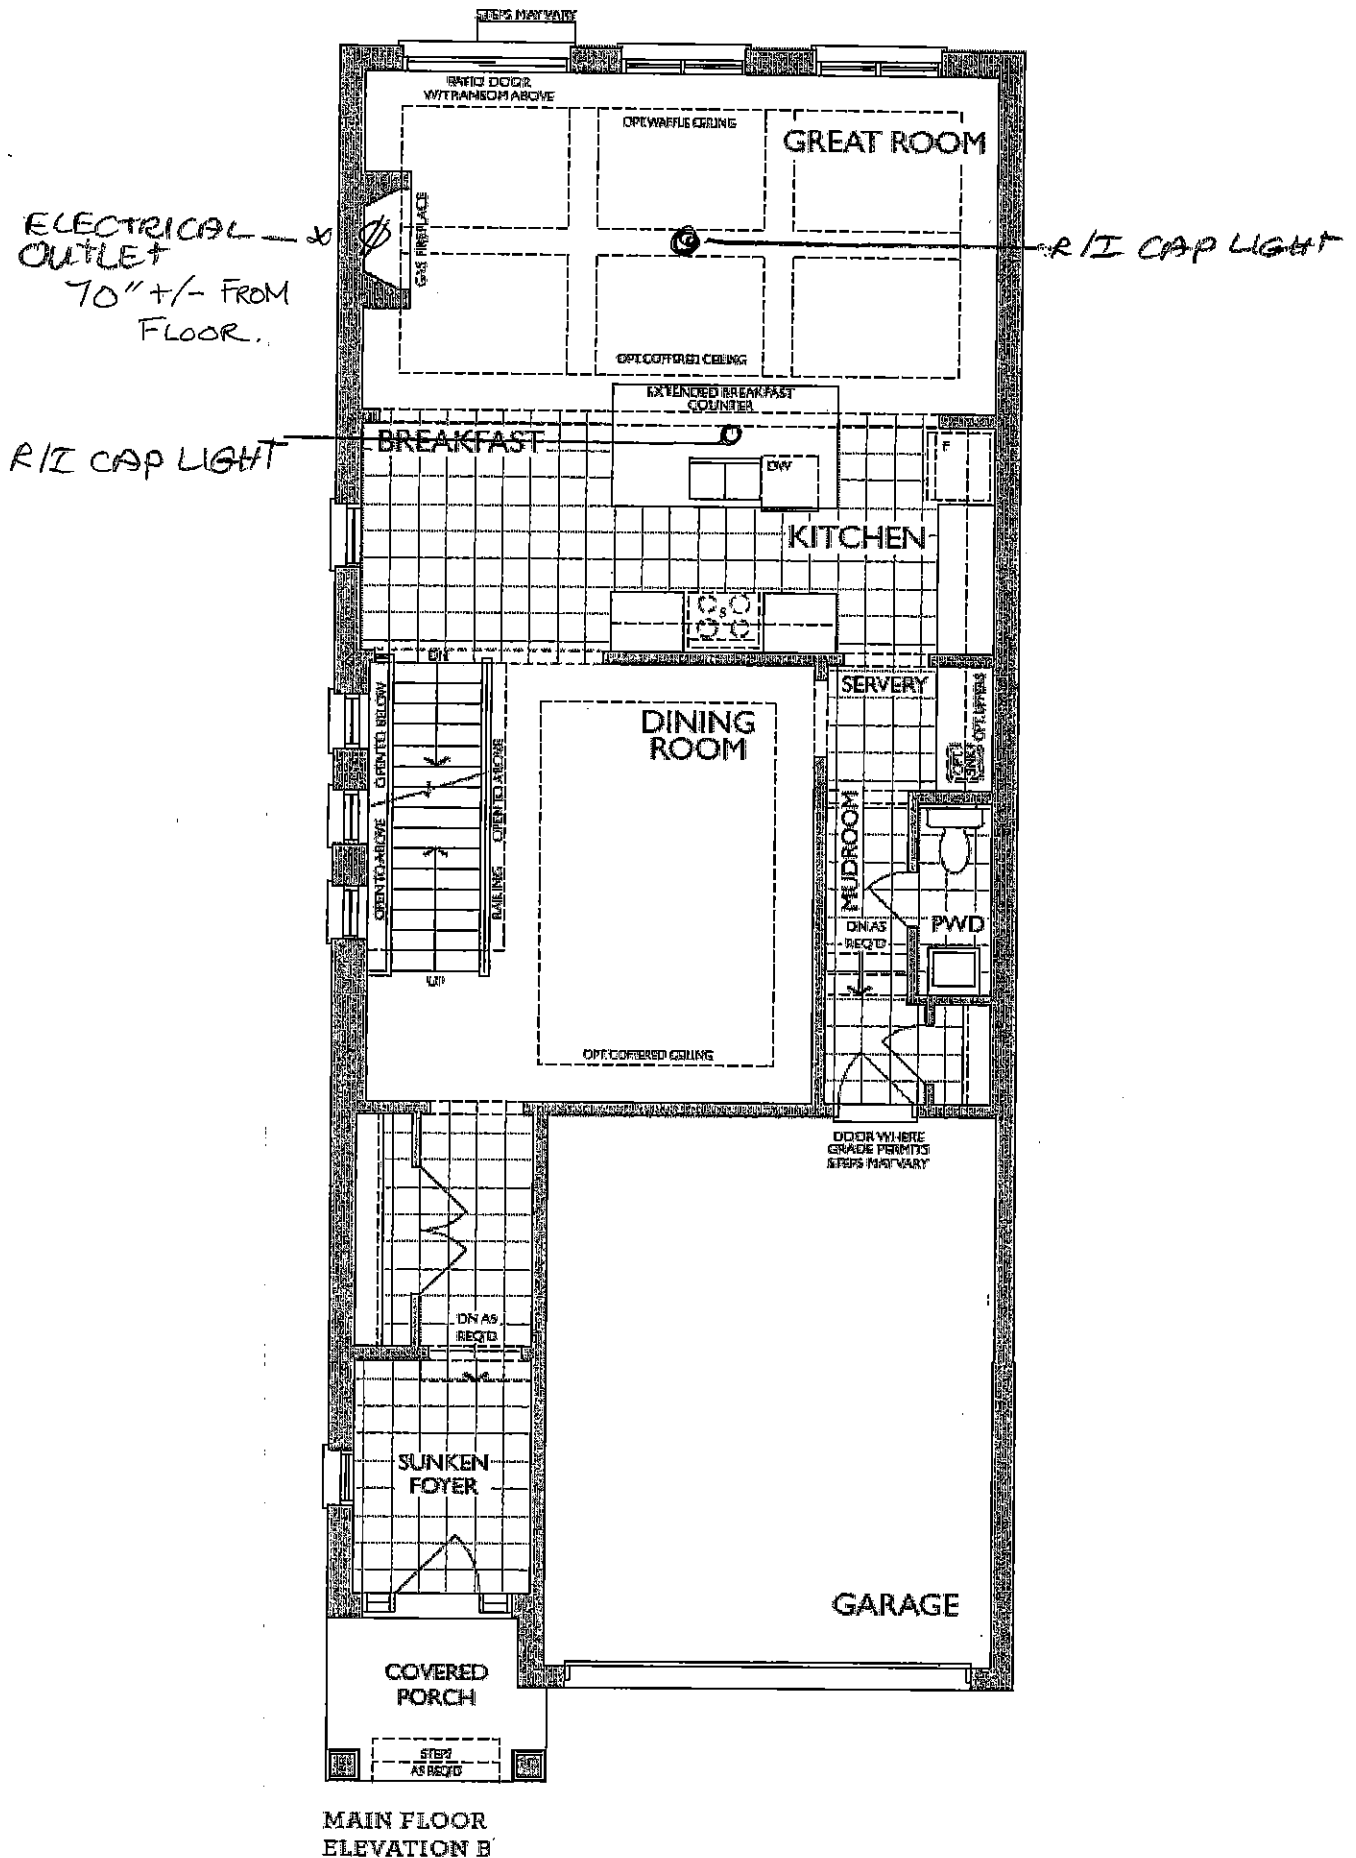 STEPS MAY VARY
PATIO DOOR
W/TRANSOM ABOVE
OPT. WAFFLE CEILING
GREAT ROOM
ELECTRICAL
OUTLET
70" +/- FROM
FLOOR.
GAS FIREPLACE
R/I CAP LIGHT
OPT. COFFERED CEILING
EXTENDED BREAKFAST
COUNTER
R/I CAP LIGHT
BREAKFAST
DW
F
KITCHEN
S
DN
SERVERY
OPT. UPPERS
OPT.
SINK
DINING
ROOM
OPEN TO BELOW
OPEN TO ABOVE
OPEN TO ABOVE
RAILING
MUDROOM
DN AS
REQ'D
PWD
UP
OPT. COFFERED CEILING
DOOR WHERE
GRADE PERMITS
STEPS MAY VARY
DN AS
REQ'D
SUNKEN
FOYER
GARAGE
COVERED
PORCH
STEPS
AS REQ'D
MAIN FLOOR
ELEVATION B